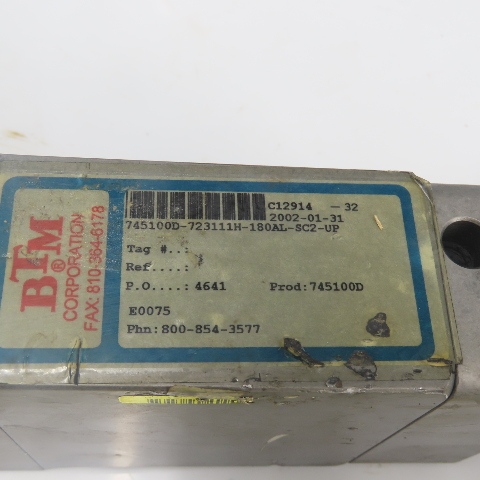 BTM®
CORPORATION
FAX: 810-364-6178
C12914 -32
2002-01-31
745100D-723111H-180AL-SC2-UP
Tag #..:
Ref....:
P.O....: 4641 Prod:745100D
E0075
Phn:800-854-3577